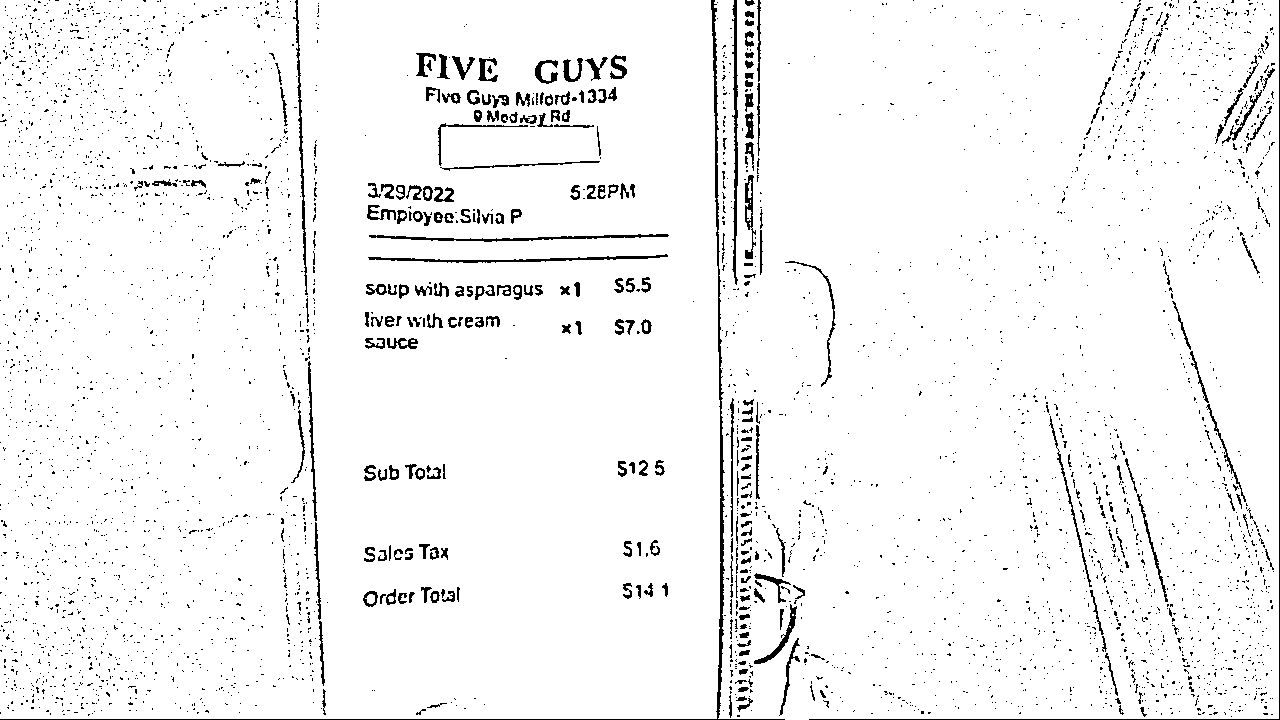 FIVE GUYS
Five Guys Milford-1334
9 Medway Rd
3/29/2022 5:28PM
Employee:Silvia P
soup with asparagus ×1 $5.5
liver with cream ×1 $7.0
sauce
Sub Total $12.5
Sales Tax $1.6
Order Total $14.1